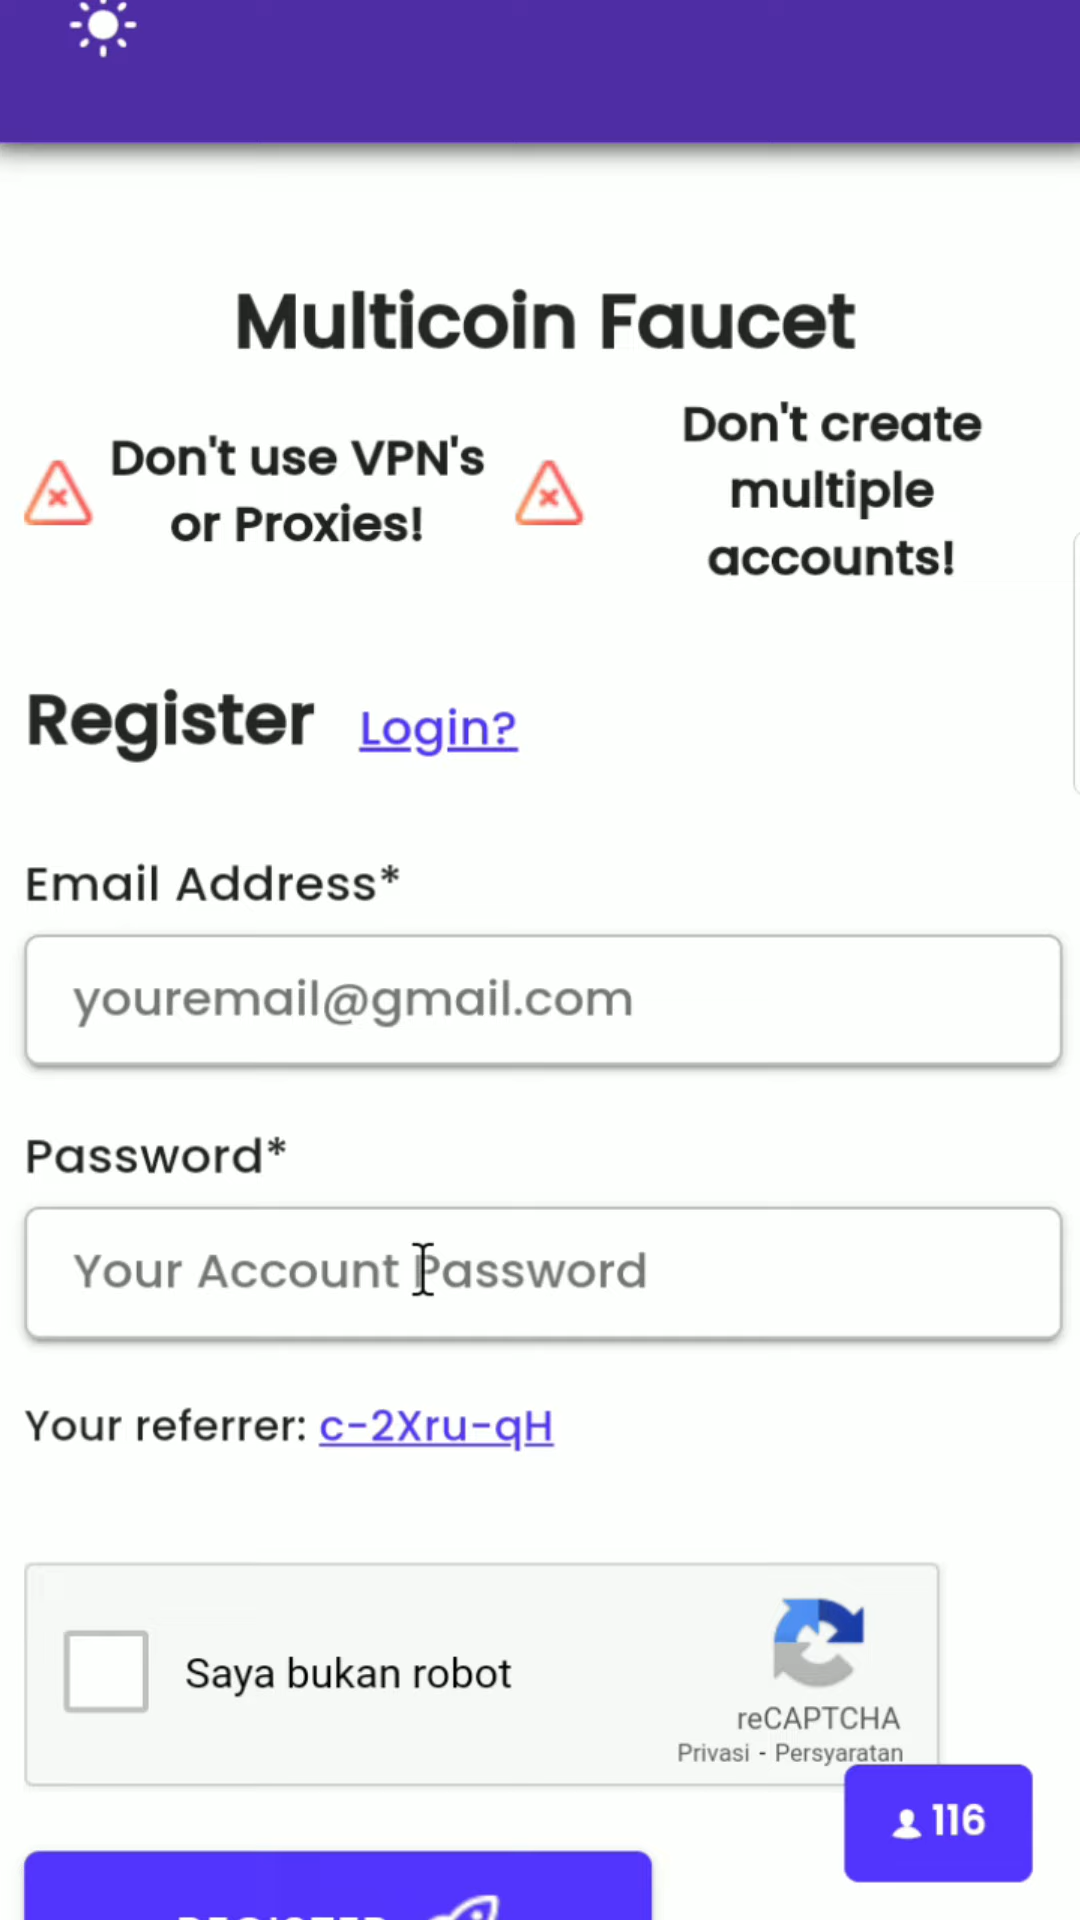 Multicoin Faucet
Don't use VPN's
or Proxies!
Don't create
multiple
accounts!
Register Login?
Email Address*
youremail@gmail.com
Password*
Your Account Password
Your referrer: c-2Xru-qH
Saya bukan robot
reCAPTCHA
Privasi - Persyaratan
116
REGISTER